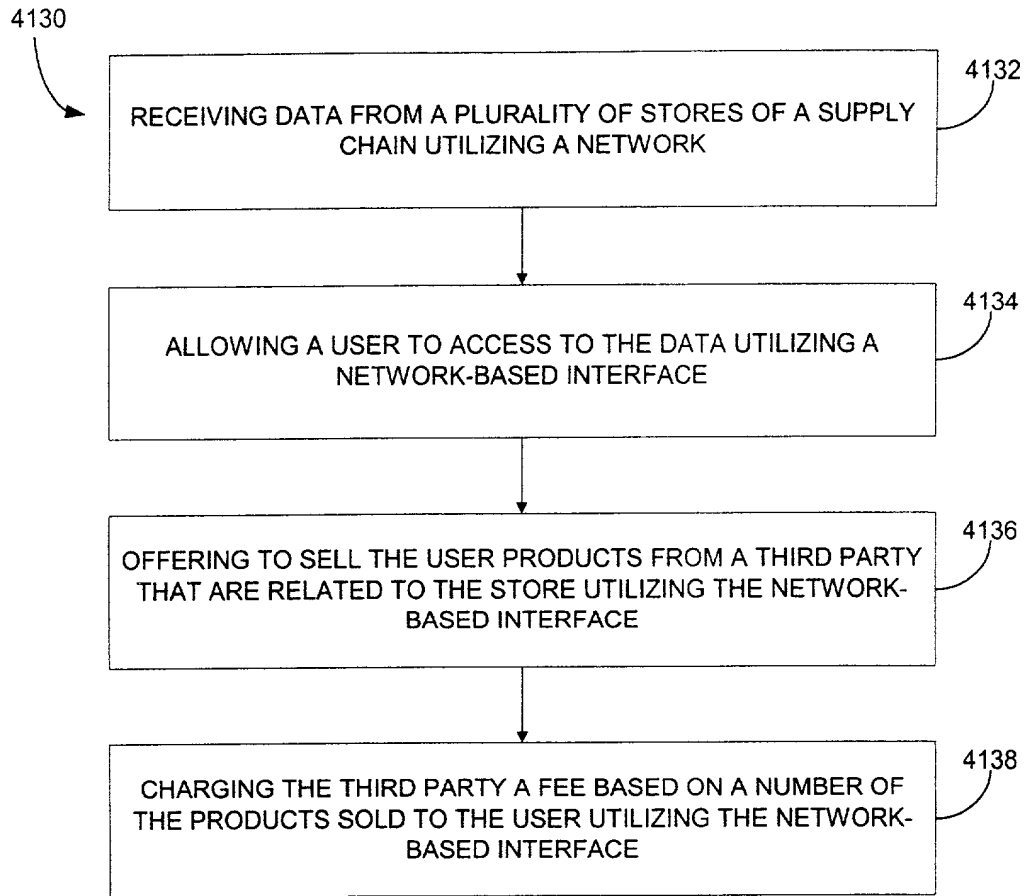 4130
4132
RECEIVING DATA FROM A PLURALITY OF STORES OF A SUPPLY
CHAIN UTILIZING A NETWORK
4134
ALLOWING A USER TO ACCESS TO THE DATA UTILIZING A
NETWORK-BASED INTERFACE
4136
OFFERING TO SELL THE USER PRODUCTS FROM A THIRD PARTY
THAT ARE RELATED TO THE STORE UTILIZING THE NETWORK-
BASED INTERFACE
4138
CHARGING THE THIRD PARTY A FEE BASED ON A NUMBER OF
THE PRODUCTS SOLD TO THE USER UTILIZING THE NETWORK-
BASED INTERFACE